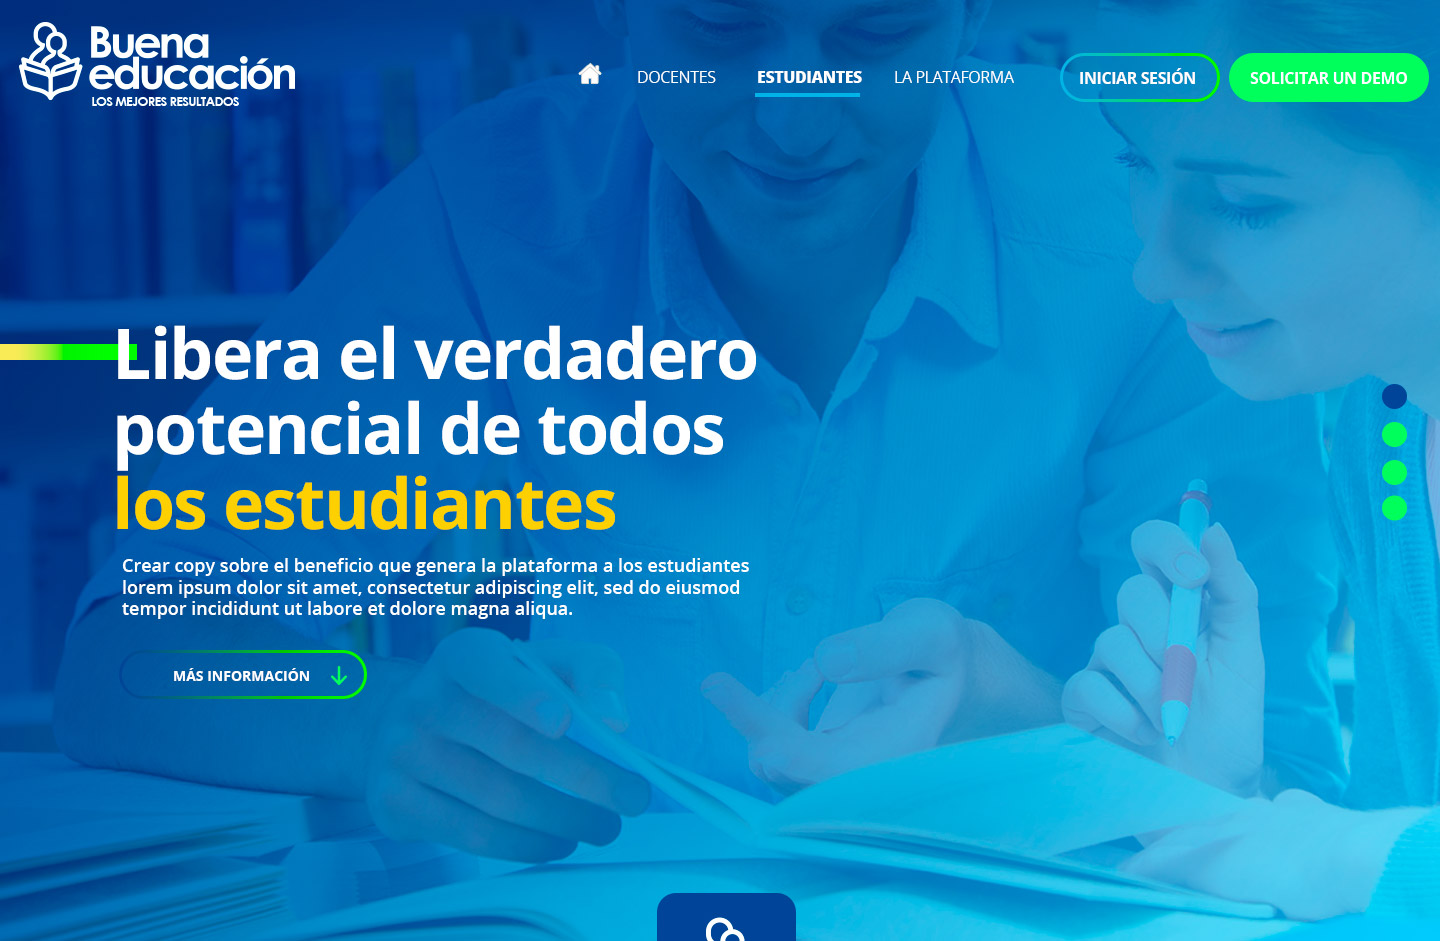 Buena
educación
LOS MEJORES RESULTADOS
DOCENTES
ESTUDIANTES
LA PLATAFORMA
INICIAR SESIÓN
SOLICITAR UN DEMO
Libera el verdadero
potencial de todos
los estudiantes
Crear copy sobre el beneficio que genera la plataforma a los estudiantes
lorem ipsum dolor sit amet, consectetur adipiscing elit, sed do eiusmod
tempor incididunt ut labore et dolore magna aliqua.
MÁS INFORMACIÓN